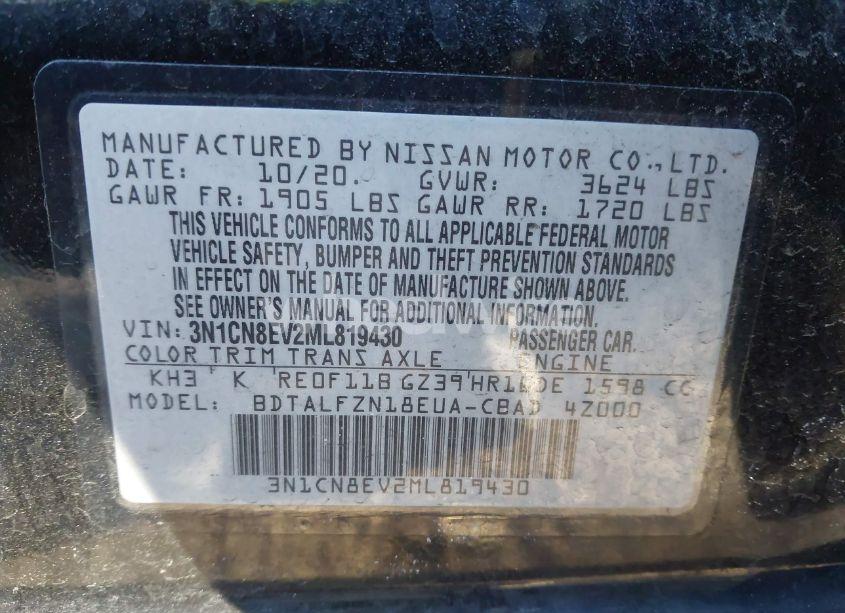 MANUFACTURED BY NISSAN MOTOR CO., LTD.
DATE: 10/20. GVWR: 3624 LBS
GAWR FR: 1905 LBS GAWR RR: 1720 LBS
THIS VEHICLE CONFORMS TO ALL APPLICABLE FEDERAL MOTOR
VEHICLE SAFETY, BUMPER AND THEFT PREVENTION STANDARDS
IN EFFECT ON THE DATE OF MANUFACTURE SHOWN ABOVE.
SEE OWNER'S MANUAL FOR ADDITIONAL INFORMATION.
VIN: 3N1CN8EV2ML819430 PASSENGER CAR.
COLOR TRIM TRANS AXLE ENGINE
KH3 K RE0F11B GZ39 HR16DE 1598 CC
MODEL: BDTALFZN18EUA-CBAD 4Z000
3N1CN8EV2ML819430